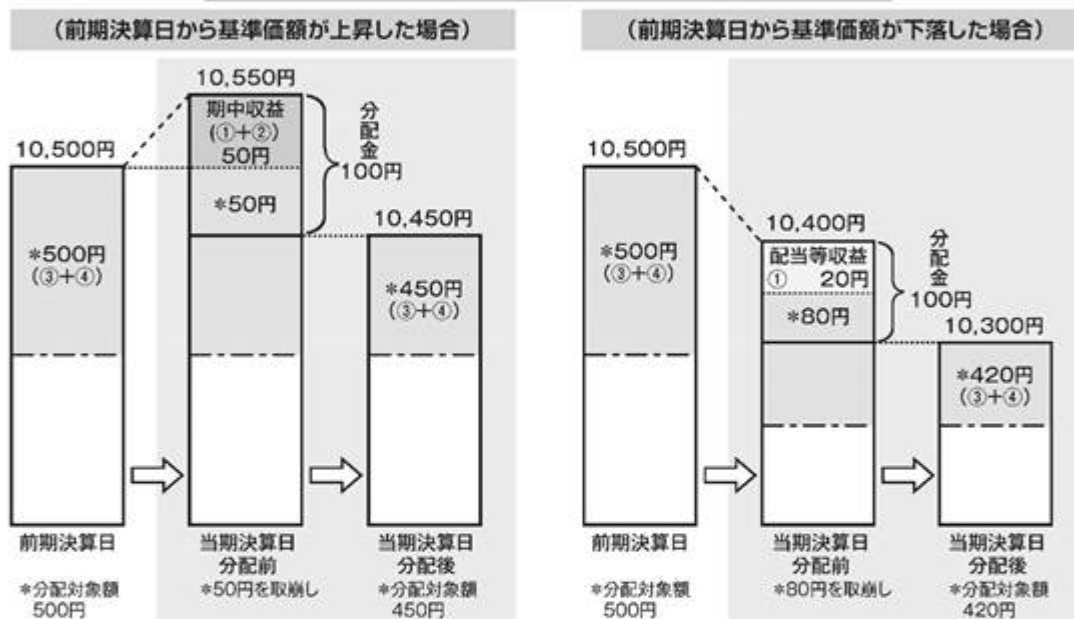 (前期決算日から基準価額が上昇した場合)
10,550円
期中収益
(①+②)
50円
*50円
分配金
100円
10,500円
*500円
(③+④)
10,450円
*450円
(③+④)
前期決算日
当期決算日
分配前
当期決算日
分配後
*分配対象額
500円
*50円を取崩し
*分配対象額
450円
(前期決算日から基準価額が下落した場合)
10,500円
*500円
(③+④)
10,400円
配当等収益
① 20円
*80円
分配金
100円
10,300円
*420円
(③+④)
前期決算日
当期決算日
分配前
当期決算日
分配後
*分配対象額
500円
*80円を取崩し
*分配対象額
420円